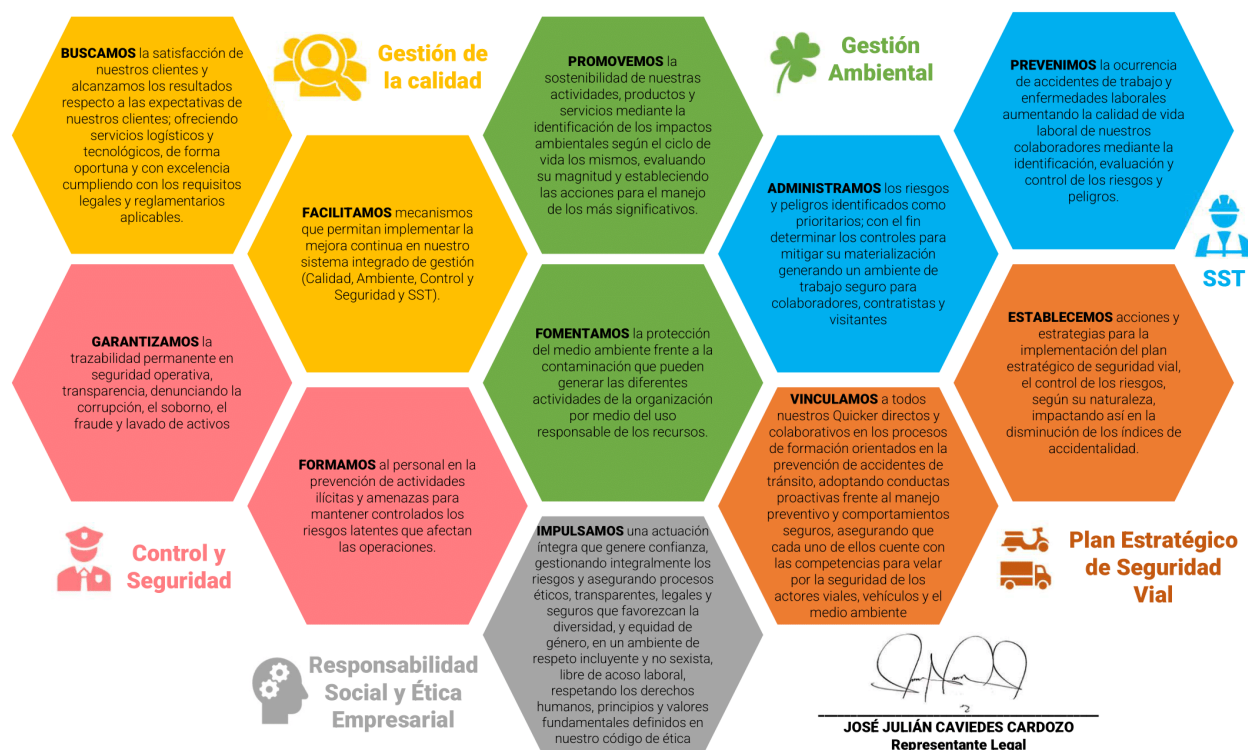 BUSCAMOS la satisfacción de
nuestros clientes y
alcanzamos los resultados
respecto a las expectativas de
nuestros clientes; ofreciendo
servicios logísticos y
tecnológicos, de forma
oportuna y con excelencia
cumpliendo con los requisitos
legales y reglamentarios
aplicables.
Gestión de
la calidad
FACILITAMOS mecanismos
que permitan implementar la
mejora continua en nuestro
sistema integrado de gestión
(Calidad, Ambiente, Control y
Seguridad y SST).
PROMOVEMOS la
sostenibilidad de nuestras
actividades, productos y
servicios mediante la
identificación de los impactos
ambientales según el ciclo de
vida los mismos, evaluando
su magnitud y estableciendo
las acciones para el manejo
de los más significativos.
Gestión
Ambiental
FOMENTAMOS la protección
del medio ambiente frente a la
contaminación que pueden
generar las diferentes
actividades de la organización
por medio del uso
responsable de los recursos.
PREVENIMOS la ocurrencia
de accidentes de trabajo y
enfermedades laborales
aumentando la calidad de vida
laboral de nuestros
colaboradores mediante la
identificación, evaluación y
control de los riesgos y
peligros.
ADMINISTRAMOS los riesgos
y peligros identificados como
prioritarios; con el fin
determinar los controles para
mitigar su materialización
generando un ambiente de
trabajo seguro para
colaboradores, contratistas y
visitantes
SST
GARANTIZAMOS la
trazabilidad permanente en
seguridad operativa,
transparencia, denunciando la
corrupción, el soborno, el
fraude y lavado de activos
FORMAMOS al personal en la
prevención de actividades
ilícitas y amenazas para
mantener controlados los
riesgos latentes que afectan
las operaciones.
Control y
Seguridad
ESTABLECEMOS acciones y
estrategias para la
implementación del plan
estratégico de seguridad vial,
el control de los riesgos,
según su naturaleza,
impactando así en la
disminución de los índices de
accidentalidad.
VINCULAMOS a todos
nuestros Quicker directos y
colaborativos en los procesos
de formación orientados en la
prevención de accidentes de
tránsito, adoptando conductas
proactivas frente al manejo
preventivo y comportamientos
seguros, asegurando que
cada uno de ellos cuente con
las competencias para velar
por la seguridad de los
actores viales, vehículos y el
medio ambiente
Plan Estratégico
de Seguridad
Vial
IMPULSAMOS una actuación
íntegra que genere confianza,
gestionando integralmente los
riesgos y asegurando procesos
éticos, transparentes, legales y
seguros que favorezcan la
diversidad, y equidad de
género, en un ambiente de
respeto incluyente y no sexista,
libre de acoso laboral,
respetando los derechos
humanos, principios y valores
fundamentales definidos en
nuestro código de ética
Responsabilidad
Social y Ética
Empresarial
JOSÉ JULIÁN CAVIEDES CARDOZO
Representante Legal